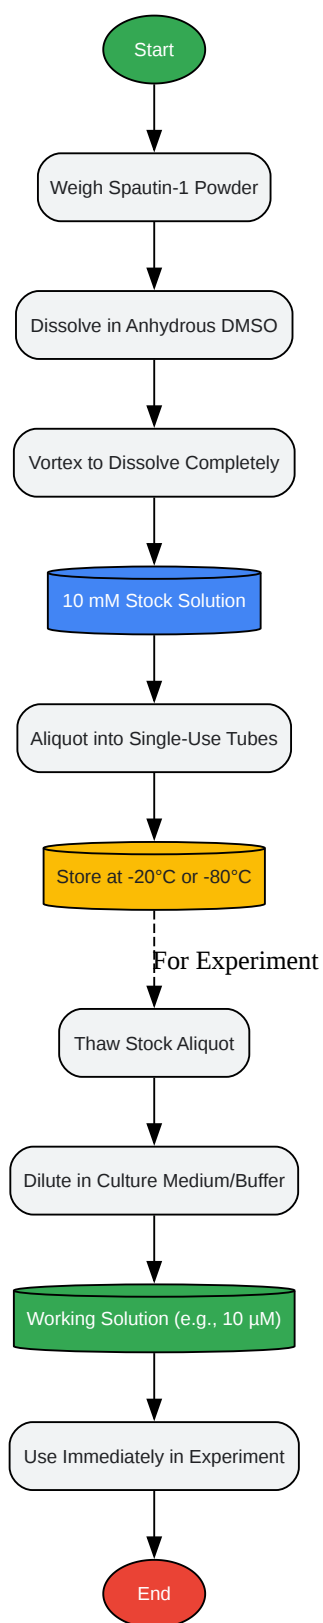 Start
Weigh Spautin-1 Powder
Dissolve in Anhydrous DMSO
Vortex to Dissolve Completely
10 mM Stock Solution
Aliquot into Single-Use Tubes
Store at -20°C or -80°C
For Experiment
Thaw Stock Aliquot
Dilute in Culture Medium/Buffer
Working Solution (e.g., 10 µM)
Use Immediately in Experiment
End